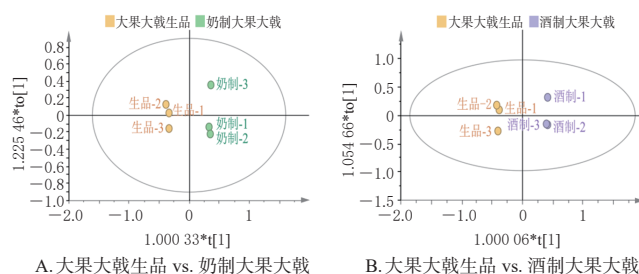 大果大戟生品 奶制大果大戟
1.225 46*to[1]
0.8
0.6
0.4
0.2
0
−0.2
−0.4
−0.6
−0.8
−1.0
奶制-3
生品-2
生品-1
生品-3
奶制-1
奶制-2
−2.0 −1.0 0 1
1.000 33*t[1]
A.大果大戟生品 vs. 奶制大果大戟
大果大戟生品 酒制大果大戟
1.054 66*to[1]
1.0
0.5
0
−0.5
−1.0
−1.5
酒制-1
生品-2
生品-1
生品-3
酒制-3
酒制-2
−2.0 −1.0 0 1
1.000 06*t[1]
B.大果大戟生品 vs. 酒制大果大戟